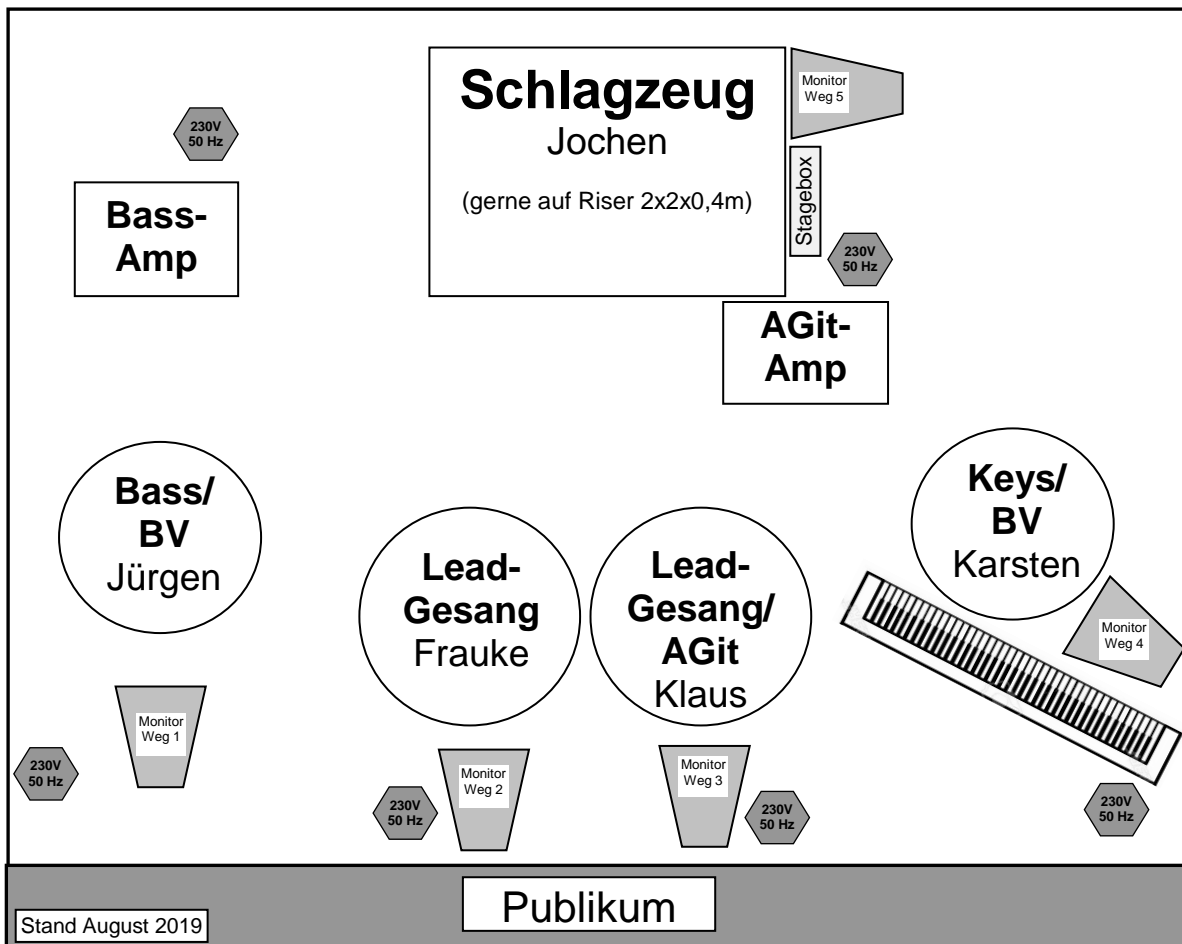 Schlagzeug
Jochen
(gerne auf Riser 2x2x0,4m)
Monitor
Weg 5
230V
50 Hz
Stagebox
Bass-
Amp
230V
50 Hz
AGit-
Amp
Bass/
BV
Jürgen
Lead-
Gesang
Frauke
Lead-
Gesang/
AGit
Klaus
Keys/
BV
Karsten
Monitor
Weg 4
Monitor
Weg 1
230V
50 Hz
Monitor
Weg 2
230V
50 Hz
Monitor
Weg 3
230V
50 Hz
230V
50 Hz
Publikum
Stand August 2019